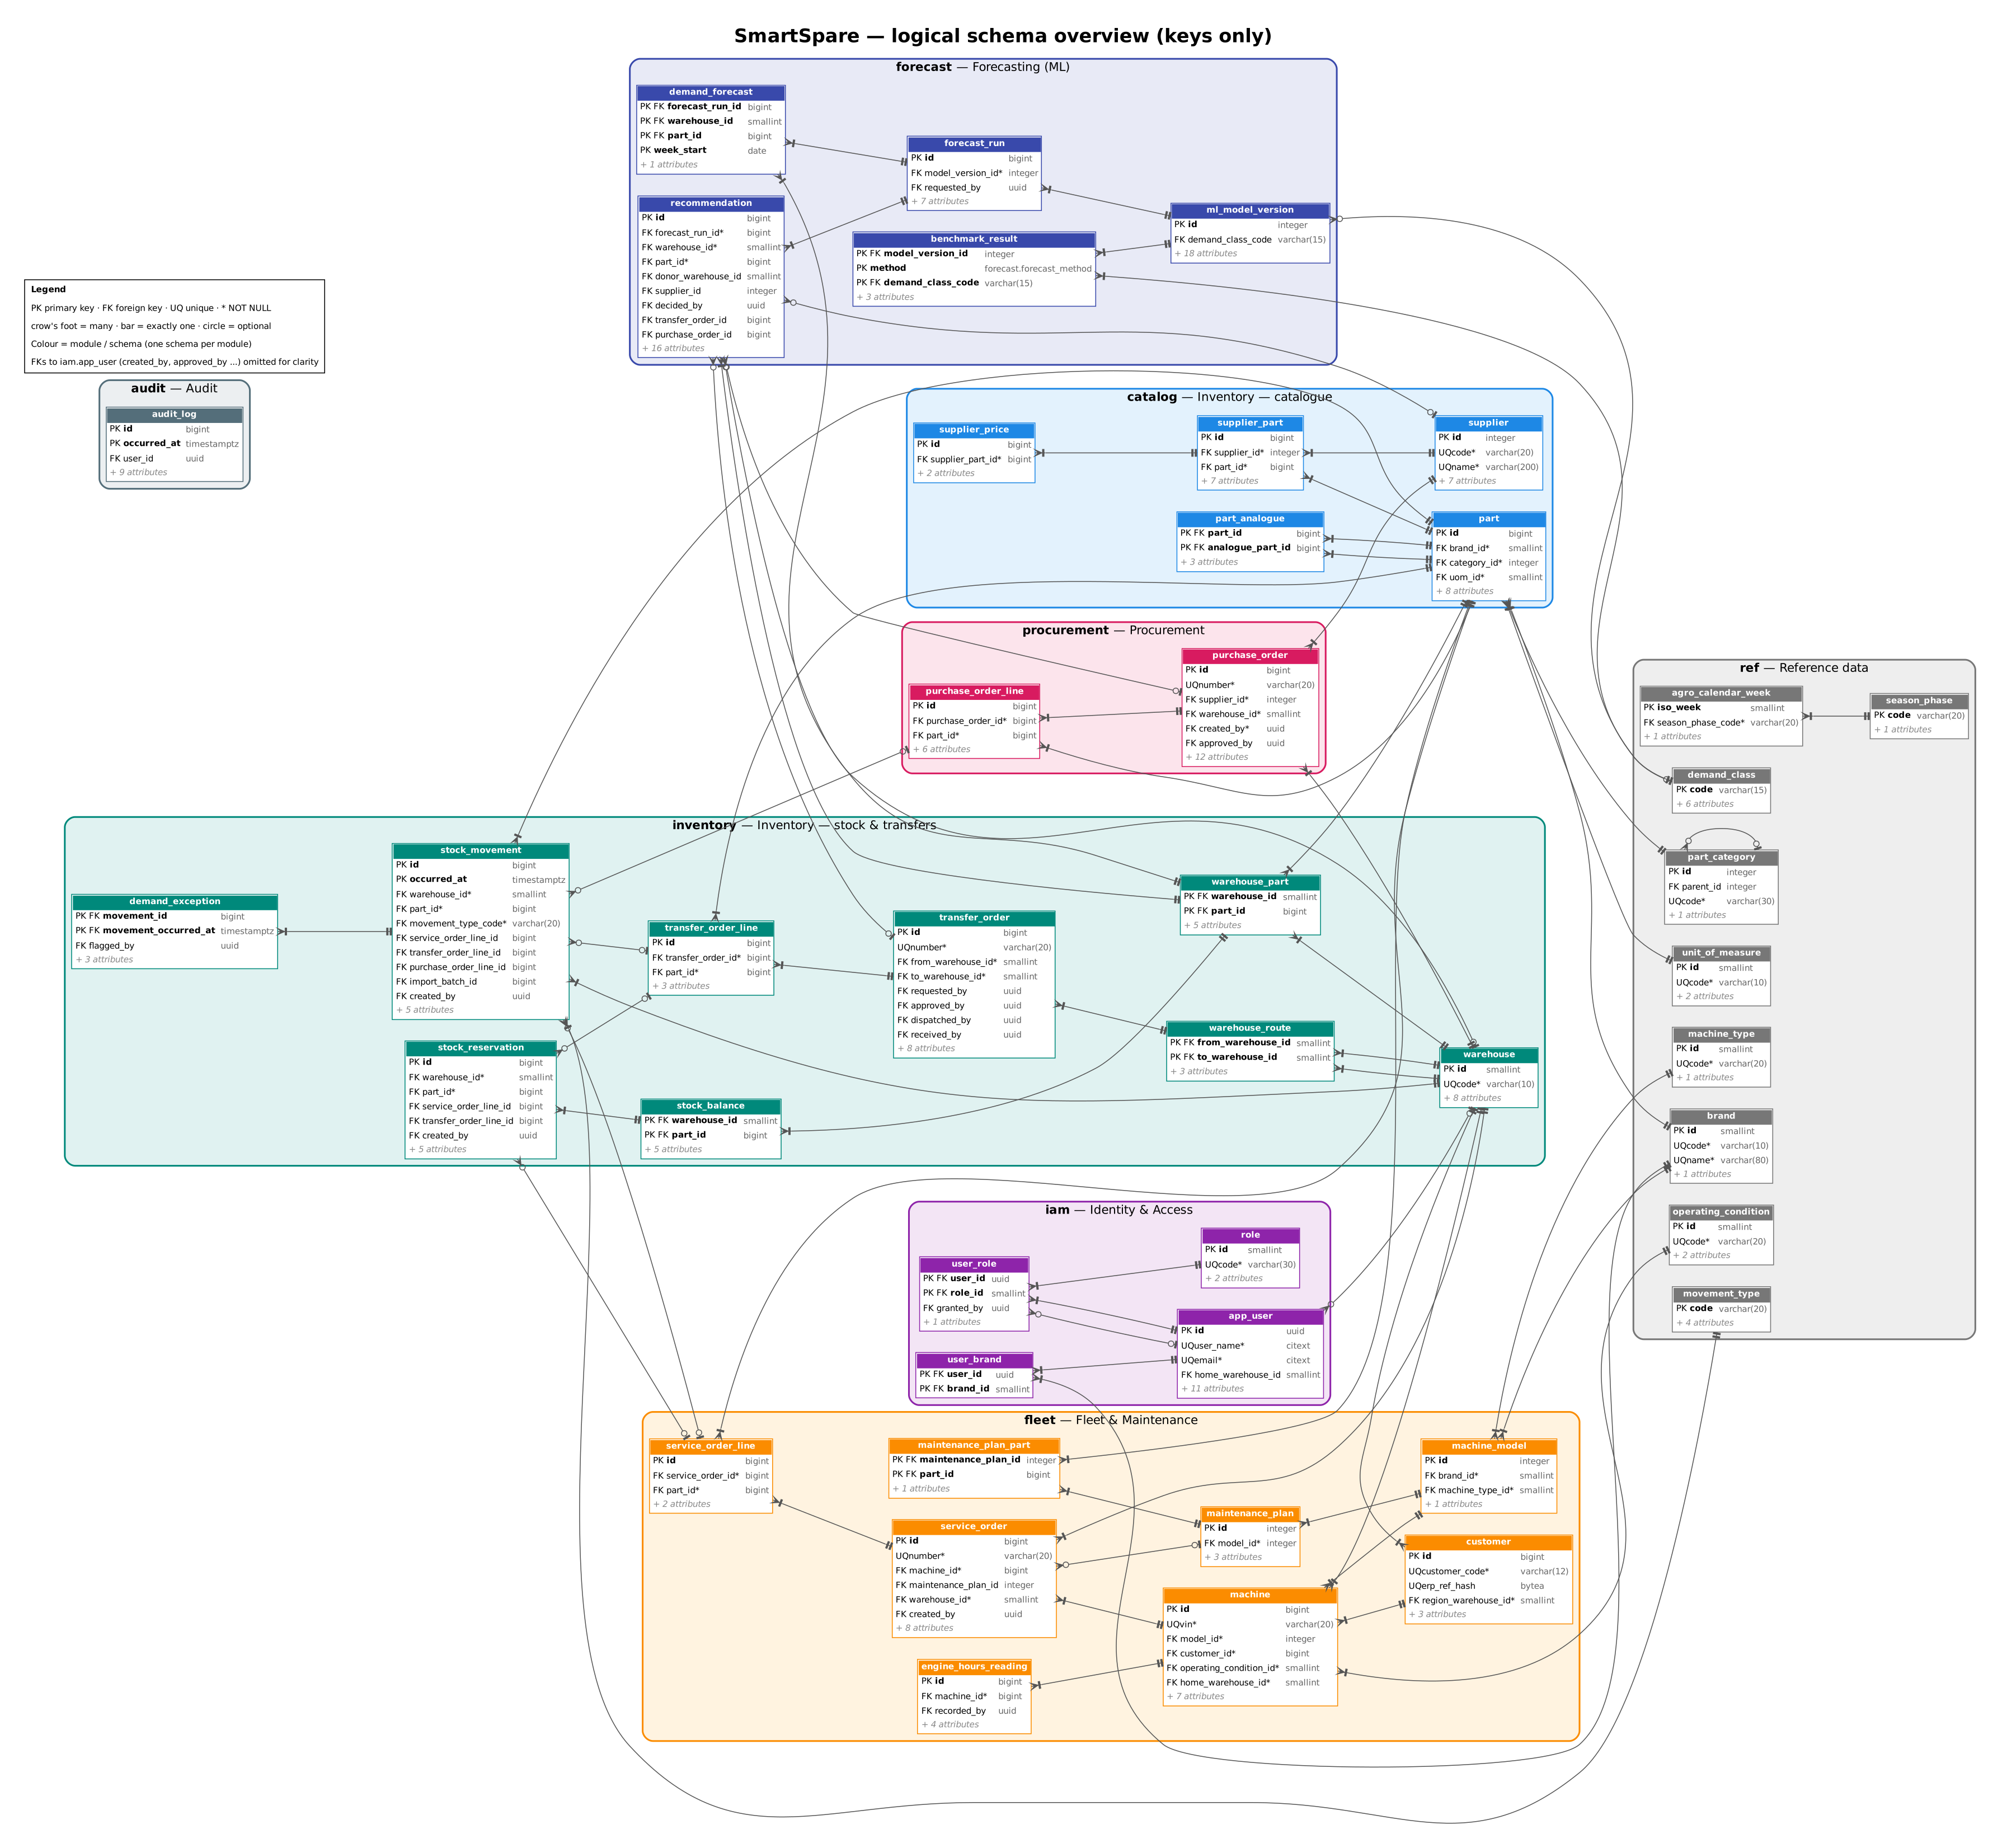 SmartSpare — logical schema overview (keys only)
forecast — Forecasting (ML)
demand_forecast
PK FK forecast_run_id bigint
PK FK warehouse_id smallint
PK FK part_id bigint
PK week_start date
+ 1 attributes
forecast_run
PK id bigint
FK model_version_id* integer
FK requested_by uuid
+ 7 attributes
recommendation
PK id bigint
FK forecast_run_id* bigint
FK warehouse_id* smallint
FK part_id* bigint
FK donor_warehouse_id smallint
FK supplier_id integer
FK decided_by uuid
FK transfer_order_id bigint
FK purchase_order_id bigint
+ 16 attributes
benchmark_result
PK FK model_version_id integer
PK method forecast.forecast_method
PK FK demand_class_code varchar(15)
+ 3 attributes
ml_model_version
PK id integer
FK demand_class_code varchar(15)
+ 18 attributes
Legend
PK primary key · FK foreign key · UQ unique · * NOT NULL
crow's foot = many · bar = exactly one · circle = optional
Colour = module / schema (one schema per module)
FKs to iam.app_user (created_by, approved_by ...) omitted for clarity
audit — Audit
audit_log
PK id bigint
PK occurred_at timestamptz
FK user_id uuid
+ 9 attributes
catalog — Inventory — catalogue
supplier_price
PK id bigint
FK supplier_part_id* bigint
+ 2 attributes
supplier_part
PK id bigint
FK supplier_id* integer
FK part_id* bigint
+ 7 attributes
supplier
PK id integer
UQcode* varchar(20)
UQname* varchar(200)
+ 7 attributes
part_analogue
PK FK part_id bigint
PK FK analogue_part_id bigint
+ 3 attributes
part
PK id bigint
FK brand_id* smallint
FK category_id* integer
FK uom_id* smallint
+ 8 attributes
procurement — Procurement
purchase_order_line
PK id bigint
FK purchase_order_id* bigint
FK part_id* bigint
+ 6 attributes
purchase_order
PK id bigint
UQnumber* varchar(20)
FK supplier_id* integer
FK warehouse_id* smallint
FK created_by* uuid
FK approved_by uuid
+ 12 attributes
ref — Reference data
agro_calendar_week
PK iso_week smallint
FK season_phase_code* varchar(20)
+ 1 attributes
season_phase
PK code varchar(20)
+ 1 attributes
demand_class
PK code varchar(15)
+ 6 attributes
part_category
PK id integer
FK parent_id integer
UQcode* varchar(30)
+ 1 attributes
unit_of_measure
PK id smallint
UQcode* varchar(10)
+ 2 attributes
machine_type
PK id smallint
UQcode* varchar(20)
+ 1 attributes
brand
PK id smallint
UQcode* varchar(10)
UQname* varchar(80)
+ 1 attributes
operating_condition
PK id smallint
UQcode* varchar(20)
+ 2 attributes
movement_type
PK code varchar(20)
+ 4 attributes
inventory — Inventory — stock & transfers
demand_exception
PK FK movement_id bigint
PK FK movement_occurred_at timestamptz
FK flagged_by uuid
+ 3 attributes
stock_movement
PK id bigint
PK occurred_at timestamptz
FK warehouse_id* smallint
FK part_id* bigint
FK movement_type_code* varchar(20)
FK service_order_line_id bigint
FK transfer_order_line_id bigint
FK purchase_order_line_id bigint
FK import_batch_id bigint
FK created_by uuid
+ 5 attributes
stock_reservation
PK id bigint
FK warehouse_id* smallint
FK part_id* bigint
FK service_order_line_id bigint
FK transfer_order_line_id bigint
FK created_by uuid
+ 5 attributes
transfer_order_line
PK id bigint
FK transfer_order_id* bigint
FK part_id* bigint
+ 3 attributes
stock_balance
PK FK warehouse_id smallint
PK FK part_id bigint
+ 5 attributes
transfer_order
PK id bigint
UQnumber* varchar(20)
FK from_warehouse_id* smallint
FK to_warehouse_id* smallint
FK requested_by uuid
FK approved_by uuid
FK dispatched_by uuid
FK received_by uuid
+ 8 attributes
warehouse_part
PK FK warehouse_id smallint
PK FK part_id bigint
+ 5 attributes
warehouse_route
PK FK from_warehouse_id smallint
PK FK to_warehouse_id smallint
+ 3 attributes
warehouse
PK id smallint
UQcode* varchar(10)
+ 8 attributes
iam — Identity & Access
user_role
PK FK user_id uuid
PK FK role_id smallint
FK granted_by uuid
+ 1 attributes
role
PK id smallint
UQcode* varchar(30)
+ 2 attributes
user_brand
PK FK user_id uuid
PK FK brand_id smallint
app_user
PK id uuid
UQuser_name* citext
UQemail* citext
FK home_warehouse_id smallint
+ 11 attributes
fleet — Fleet & Maintenance
service_order_line
PK id bigint
FK service_order_id* bigint
FK part_id* bigint
+ 2 attributes
maintenance_plan_part
PK FK maintenance_plan_id integer
PK FK part_id bigint
+ 1 attributes
service_order
PK id bigint
UQnumber* varchar(20)
FK machine_id* bigint
FK maintenance_plan_id integer
FK warehouse_id* smallint
FK created_by uuid
+ 8 attributes
engine_hours_reading
PK id bigint
FK machine_id* bigint
FK recorded_by uuid
+ 4 attributes
maintenance_plan
PK id integer
FK model_id* integer
+ 3 attributes
machine
PK id bigint
UQvin* varchar(20)
FK model_id* integer
FK customer_id* bigint
FK operating_condition_id* smallint
FK home_warehouse_id* smallint
+ 7 attributes
machine_model
PK id integer
FK brand_id* smallint
FK machine_type_id* smallint
+ 1 attributes
customer
PK id bigint
UQcustomer_code* varchar(12)
UQerp_ref_hash bytea
FK region_warehouse_id* smallint
+ 3 attributes